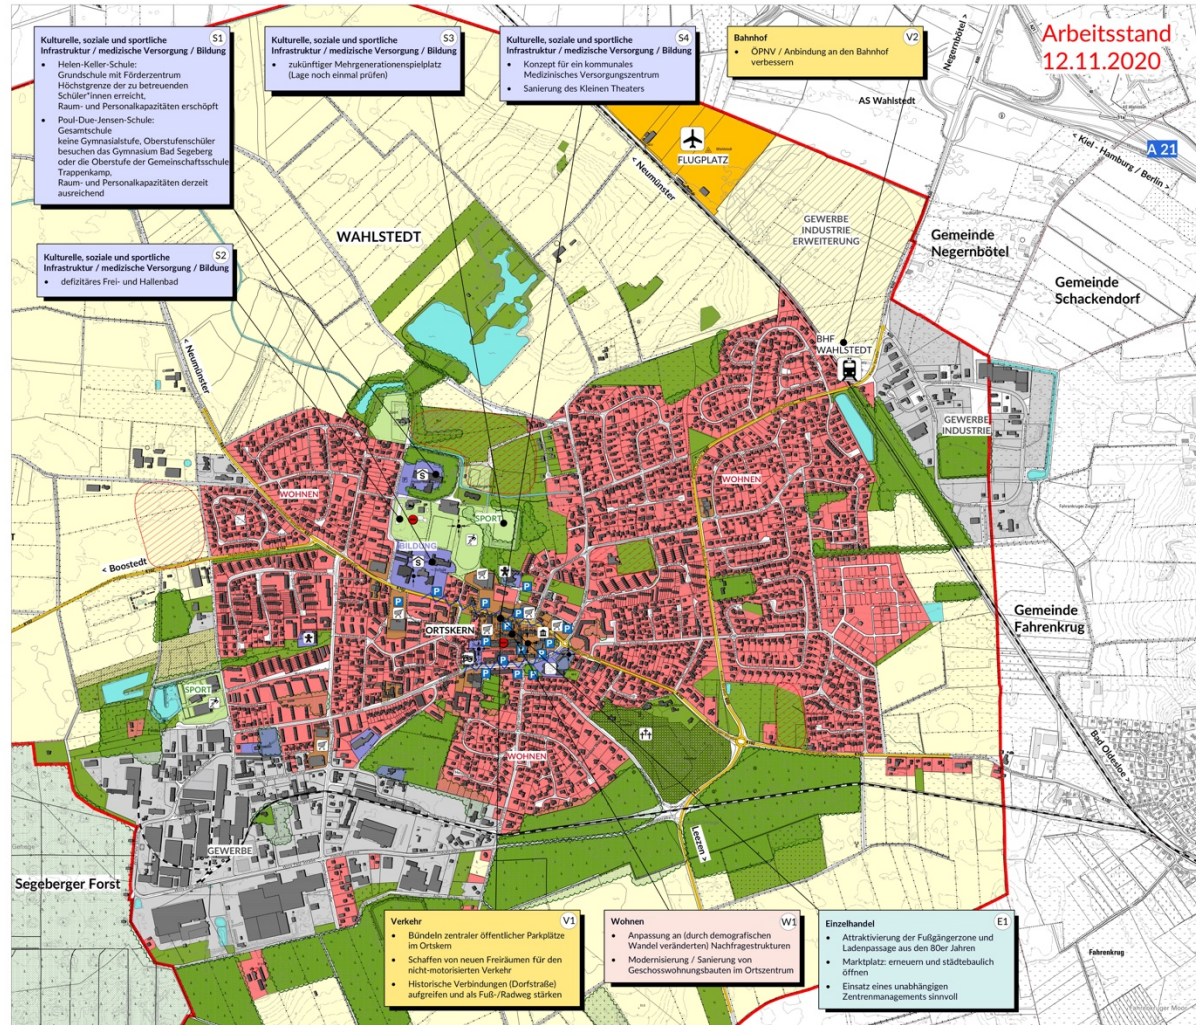 Kulturelle, soziale und sportliche
Infrastruktur / medizische Versorgung / Bildung
S1
• Helen-Keller-Schule:
Grundschule mit Förderzentrum
Höchstgrenze der zu betreuenden
Schüler*innen erreicht,
Raum- und Personalkapazitäten erschöpft
• Poul-Due-Jensen-Schule:
Gesamtschule
keine Gymnasialstufe, Oberstufenschüler
besuchen das Gymnasium Bad Segeberg
oder die Oberstufe der Gemeinschaftsschule
Trappenkamp,
Raum- und Personalkapazitäten derzeit
ausreichend
Kulturelle, soziale und sportliche
Infrastruktur / medizische Versorgung / Bildung
S3
• zukünftiger Mehrgenerationenspielplatz
(Lage noch einmal prüfen)
Kulturelle, soziale und sportliche
Infrastruktur / medizische Versorgung / Bildung
S4
• Konzept für ein kommunales
Medizinisches Versorgungszentrum
• Sanierung des Kleinen Theaters
Bahnhof
V2
• ÖPNV / Anbindung an den Bahnhof
verbessern
Arbeitsstand
12.11.2020
Negernbötel >
AS Wahlstedt
A 21
< Kiel - Hamburg / Berlin >
FLUGPLATZ
< Neumünster
WAHLSTEDT
GEWERBE
INDUSTRIE
ERWEITERUNG
Gemeinde
Negernbötel
Gemeinde
Schackendorf
Kulturelle, soziale und sportliche
Infrastruktur / medizische Versorgung / Bildung
S2
• defizitäres Frei- und Hallenbad
< Neumünster
BHF
WAHLSTEDT
GEWERBE
INDUSTRIE
WOHNEN
WOHNEN
S
SPORT
BILDUNG
S
< Boostedt
ORTSKERN
P
P
P
P
P
P
P
P
P
P
P
P
Gemeinde
Fahrenkrug
SPORT
WOHNEN
Bad Oldesloe >
Leezen >
GEWERBE
Segeberger Forst
Verkehr
V1
• Bündeln zentraler öffentlicher Parkplätze
im Ortskern
• Schaffen von neuen Freiräumen für den
nicht-motorisierten Verkehr
• Historische Verbindungen (Dorfstraße)
aufgreifen und als Fuß-/Radweg stärken
Wohnen
W1
• Anpassung an (durch demografischen
Wandel veränderten) Nachfragestrukturen
• Modernisierung / Sanierung von
Geschosswohnungsbauten im Ortszentrum
Einzelhandel
E1
• Attraktivierung der Fußgängerzone und
Ladenpassage aus den 80er Jahren
• Marktplatz: erneuern und städtebaulich
öffnen
• Einsatz eines unabhängigen
Zentrenmanagements sinnvoll
Fahrenkrug